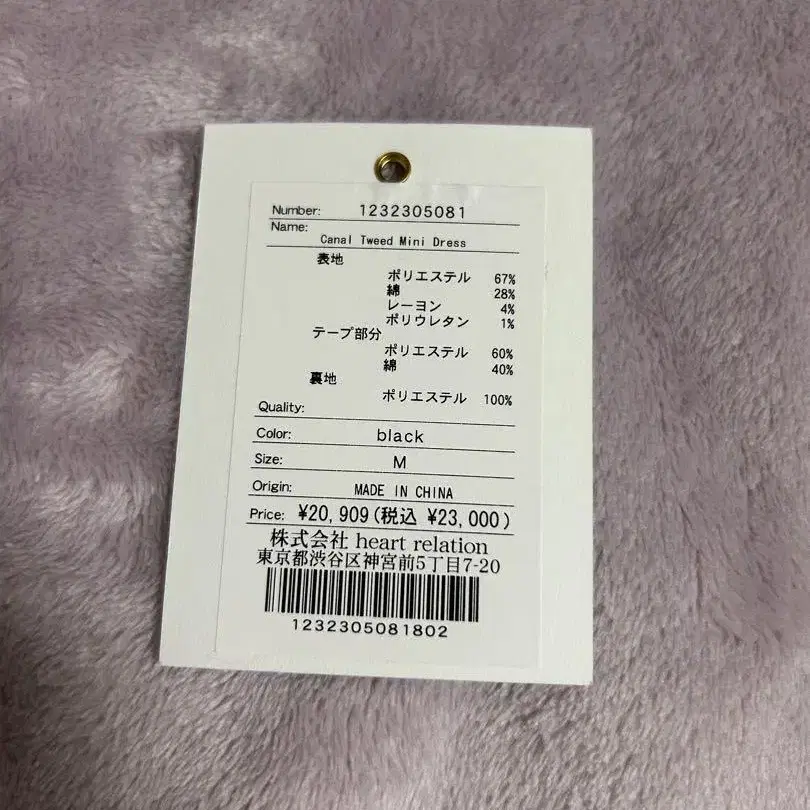 Number: 1232305081
Name:
Canal Tweed Mini Dress
表地
ポリエステル 67%
綿 28%
レーヨン 4%
ポリウレタン 1%
テープ部分
ポリエステル 60%
綿 40%
裏地
ポリエステル 100%
Quality:
Color: black
Size: M
Origin: MADE IN CHINA
Price: ¥20,909(税込 ¥23,000)
株式会社 heart relation
東京都渋谷区神宮前5丁目7-20
1232305081802